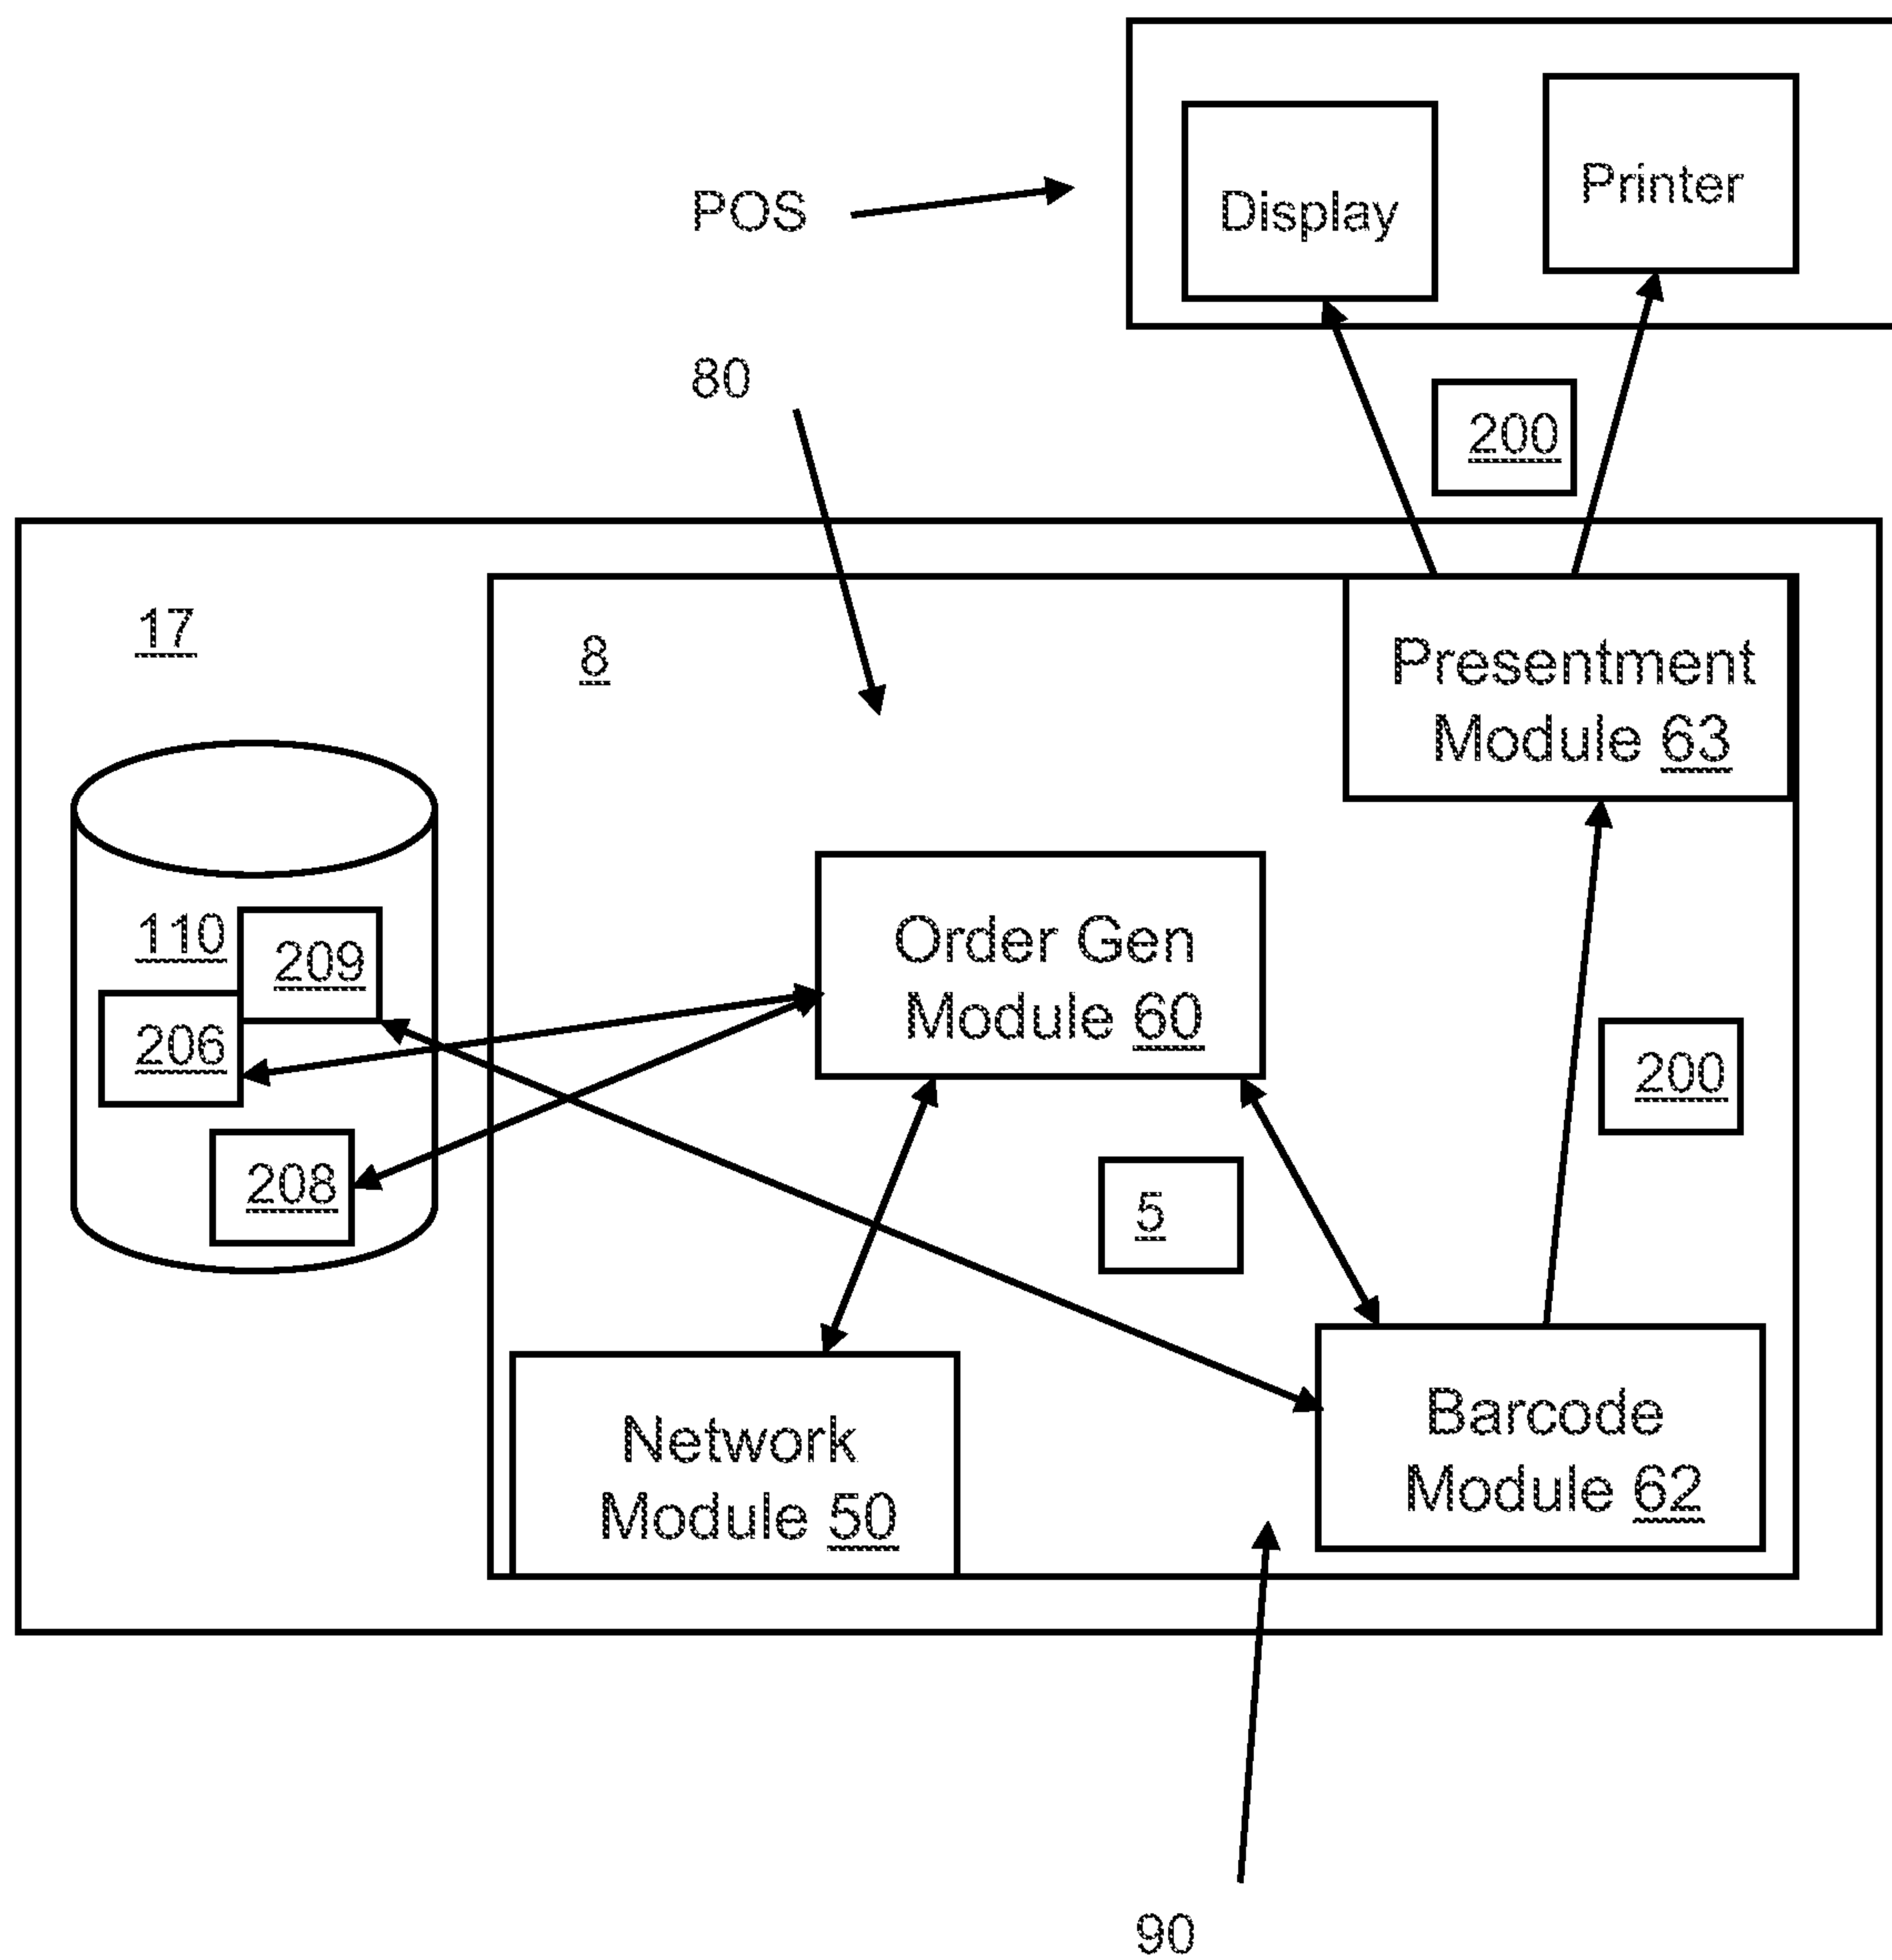 Printer
POS
Display
80
200
17
8
Presentment
Module 63
110
209
Order Gen
Module 60
206
200
208
5
Network
Module 50
Barcode
Module 62
90